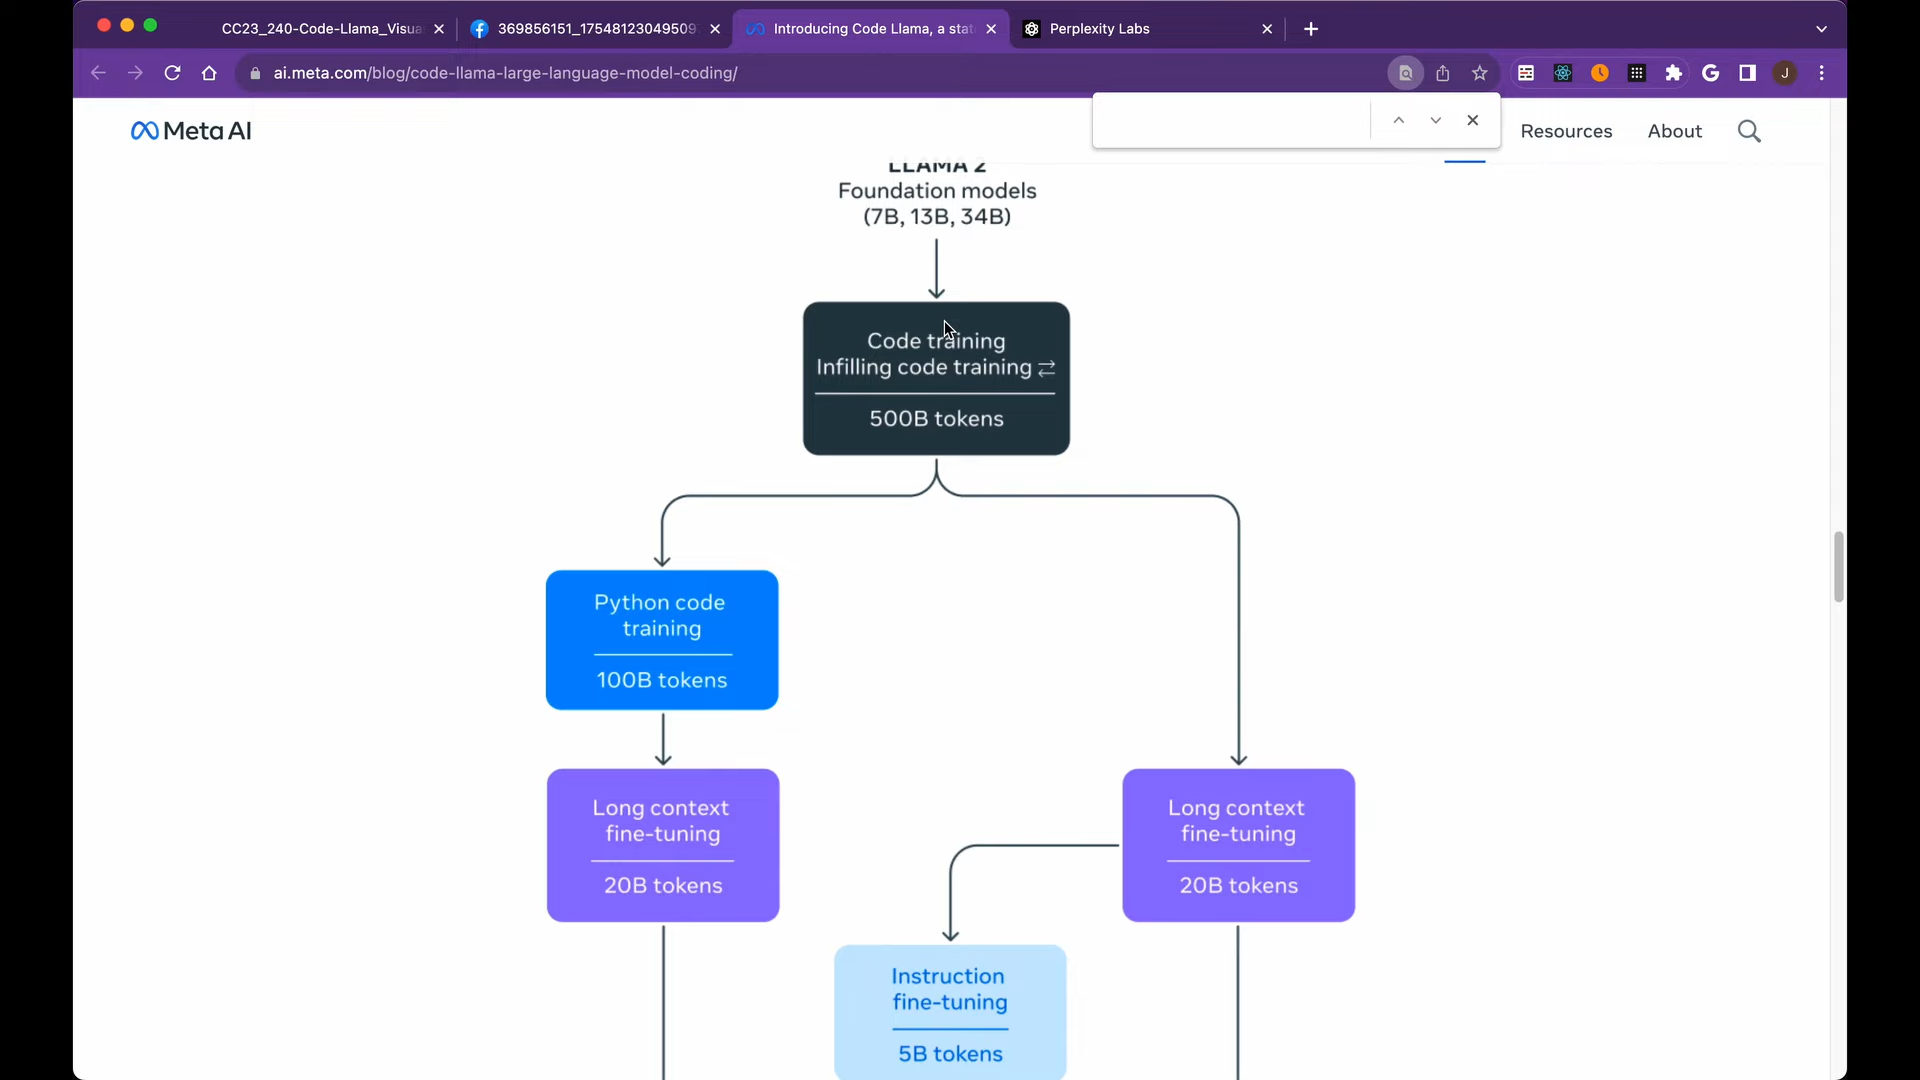 CC23_240-Code-Llama_Visua
369856151_17548123049509
Introducing Code Llama, a stat
Perplexity Labs
ai.meta.com/blog/code-llama-large-language-model-coding/
J
Meta AI
Resources
About
LLAMA 2
Foundation models
(7B, 13B, 34B)
Code training
Infilling code training ⇄
500B tokens
Python code
training
100B tokens
Long context
fine-tuning
20B tokens
Long context
fine-tuning
20B tokens
Instruction
fine-tuning
5B tokens